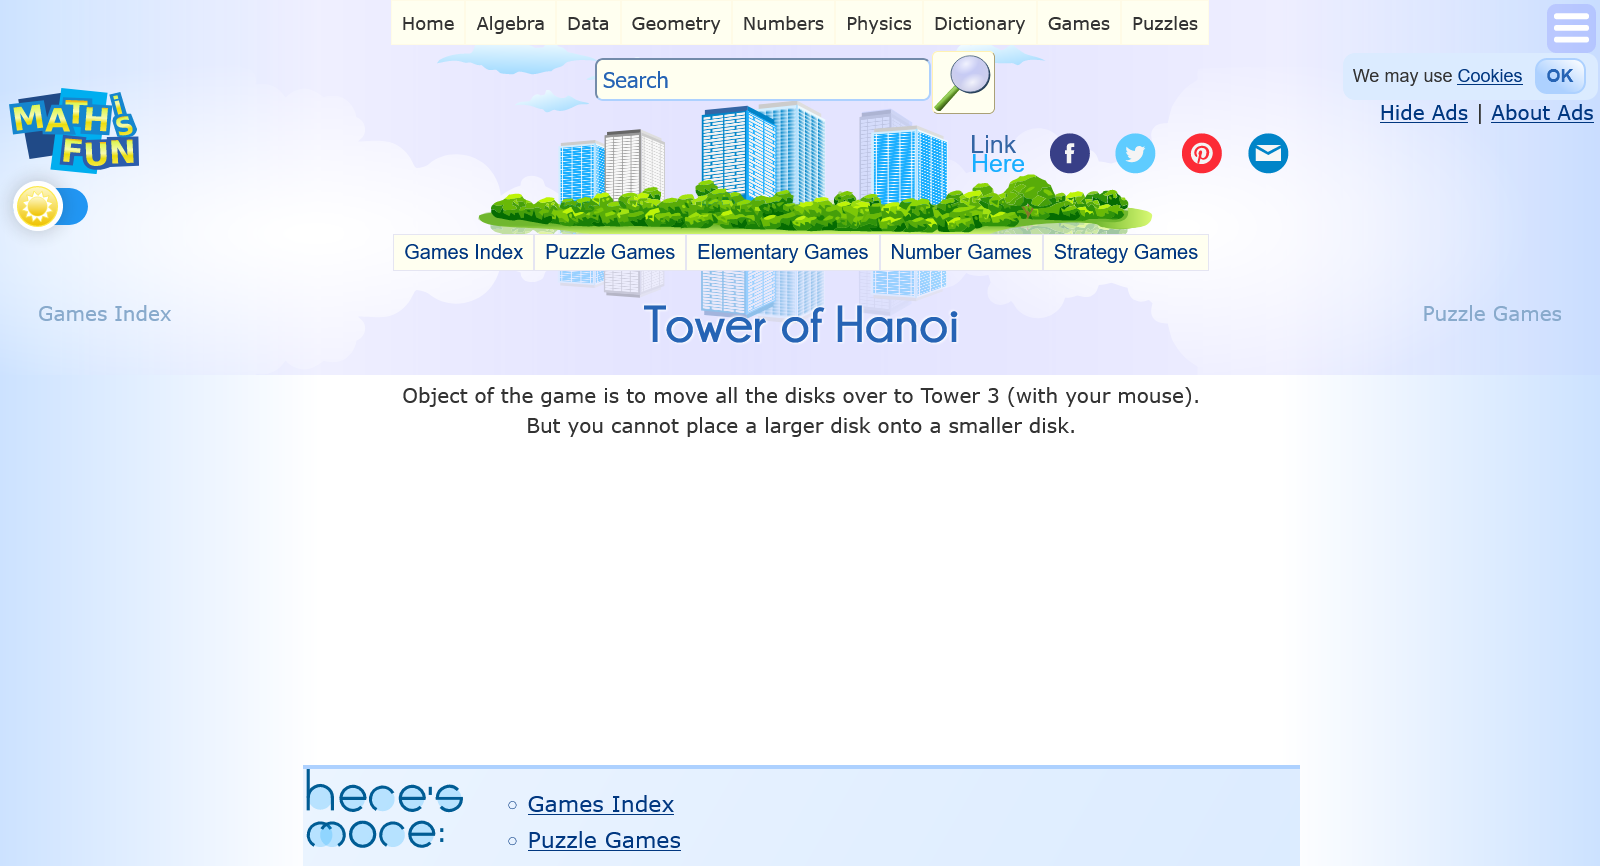 Home Algebra Data Geometry Numbers Physics Dictionary Games Puzzles
Search
We may use Cookies OK
Hide Ads | About Ads
MATH iS FUN
Link
Here
Games Index Puzzle Games Elementary Games Number Games Strategy Games
Games Index
Puzzle Games
Tower of Hanoi
Object of the game is to move all the disks over to Tower 3 (with your mouse).
But you cannot place a larger disk onto a smaller disk.
here's
more:
Games Index
Puzzle Games